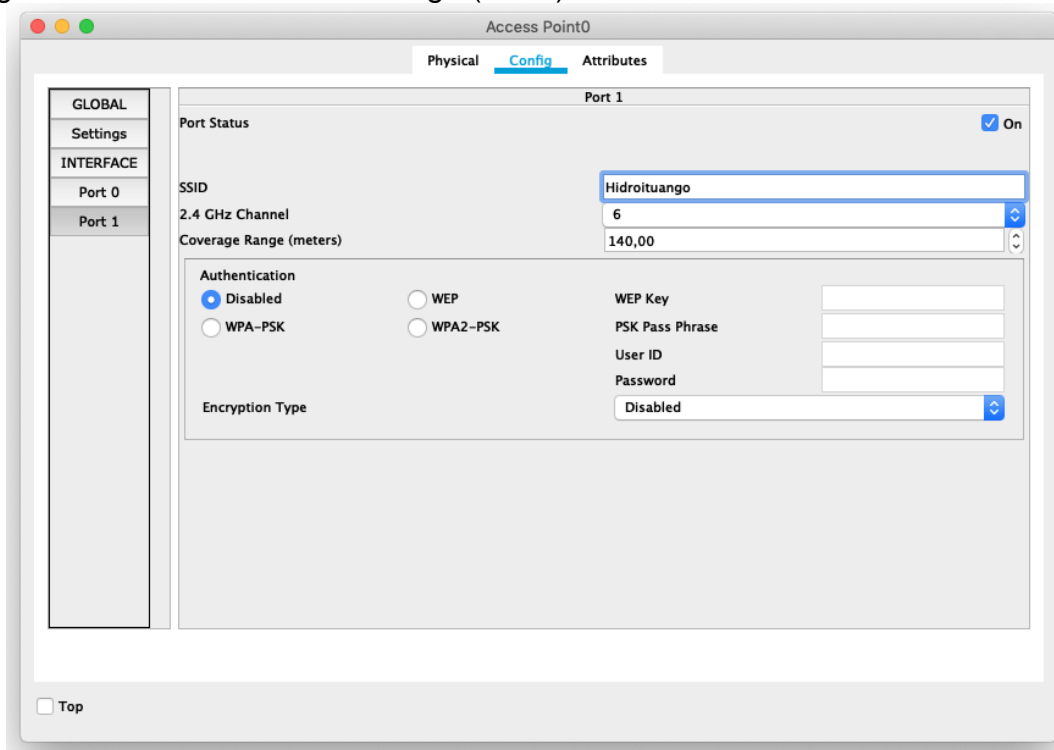 Access Point0
Physical Config Attributes
GLOBAL
Settings
INTERFACE
Port 0
Port 1
Port 1
Port Status On
SSID Hidroituango
2.4 GHz Channel 6
Coverage Range (meters) 140,00
Authentication
Disabled WEP WEP Key
WPA-PSK WPA2-PSK PSK Pass Phrase
User ID
Password
Encryption Type Disabled
Top